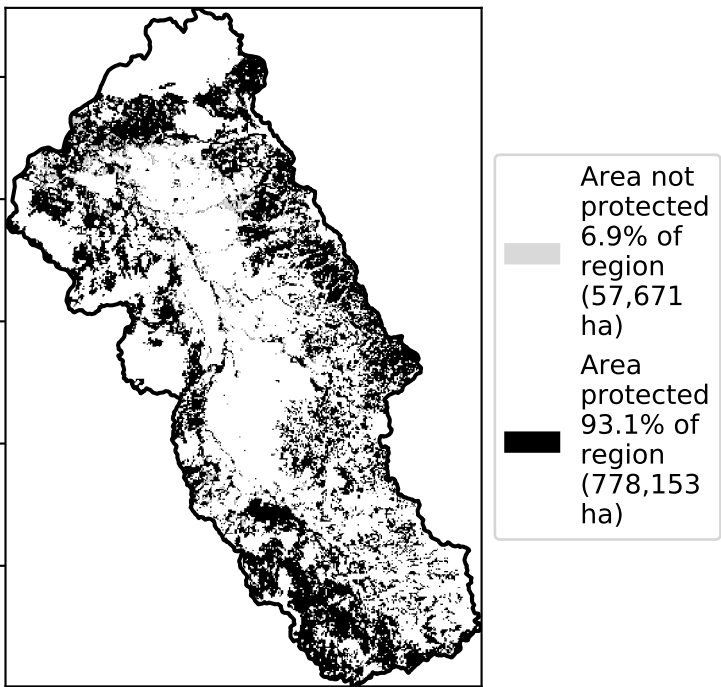 Area not
protected
6.9% of
region
(57,671
ha)
Area
protected
93.1% of
region
(778,153
ha)